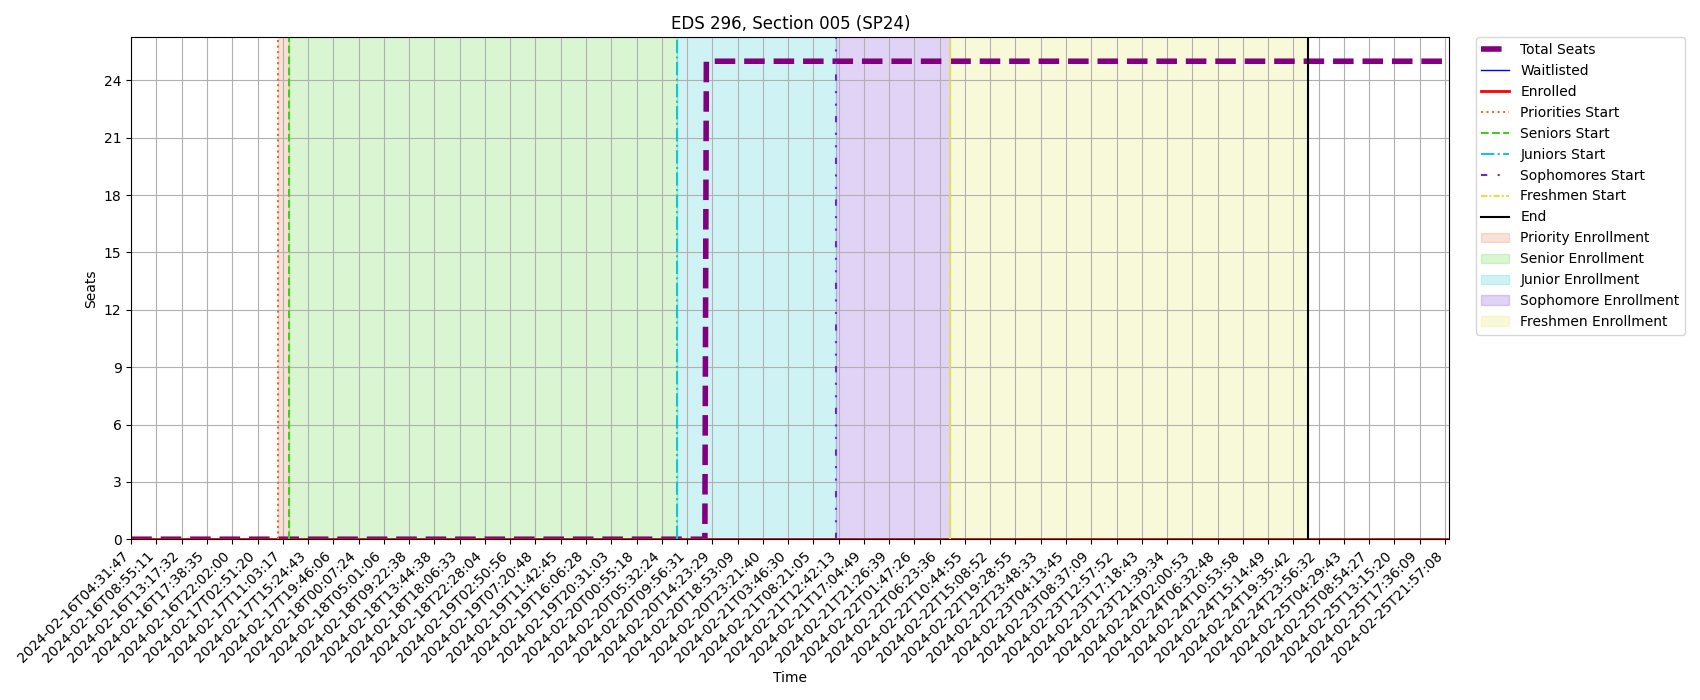 EDS 296, Section 005 (SP24)
Total Seats
Waitlisted
Enrolled
Priorities Start
Seniors Start
Juniors Start
Sophomores Start
Freshmen Start
End
Priority Enrollment
Senior Enrollment
Junior Enrollment
Sophomore Enrollment
Freshmen Enrollment
Seats
24
21
18
15
12
9
6
3
0
2024-02-16T04:31:47
2024-02-16T08:55:11
2024-02-16T13:17:32
2024-02-16T17:38:35
2024-02-16T22:02:00
2024-02-17T02:51:20
2024-02-17T11:03:17
2024-02-17T15:24:43
2024-02-17T19:46:06
2024-02-18T00:07:24
2024-02-18T05:01:06
2024-02-18T09:22:38
2024-02-18T13:44:38
2024-02-18T18:06:33
2024-02-18T22:28:04
2024-02-19T02:50:56
2024-02-19T07:20:48
2024-02-19T11:42:45
2024-02-19T16:06:28
2024-02-19T20:31:03
2024-02-20T00:55:18
2024-02-20T05:32:24
2024-02-20T09:56:31
2024-02-20T14:23:29
2024-02-20T18:53:09
2024-02-20T23:21:40
2024-02-21T03:46:30
2024-02-21T08:21:05
2024-02-21T12:42:13
2024-02-21T17:04:49
2024-02-21T21:26:39
2024-02-22T01:47:26
2024-02-22T06:23:36
2024-02-22T10:44:55
2024-02-22T15:08:52
2024-02-22T19:28:55
2024-02-22T23:48:33
2024-02-23T04:13:45
2024-02-23T08:37:09
2024-02-23T12:57:52
2024-02-23T17:18:43
2024-02-23T21:39:34
2024-02-24T02:00:53
2024-02-24T06:32:48
2024-02-24T10:53:58
2024-02-24T15:14:49
2024-02-24T19:35:42
2024-02-24T23:56:32
2024-02-25T04:29:43
2024-02-25T08:54:27
2024-02-25T13:15:20
2024-02-25T17:36:09
2024-02-25T21:57:08
Time